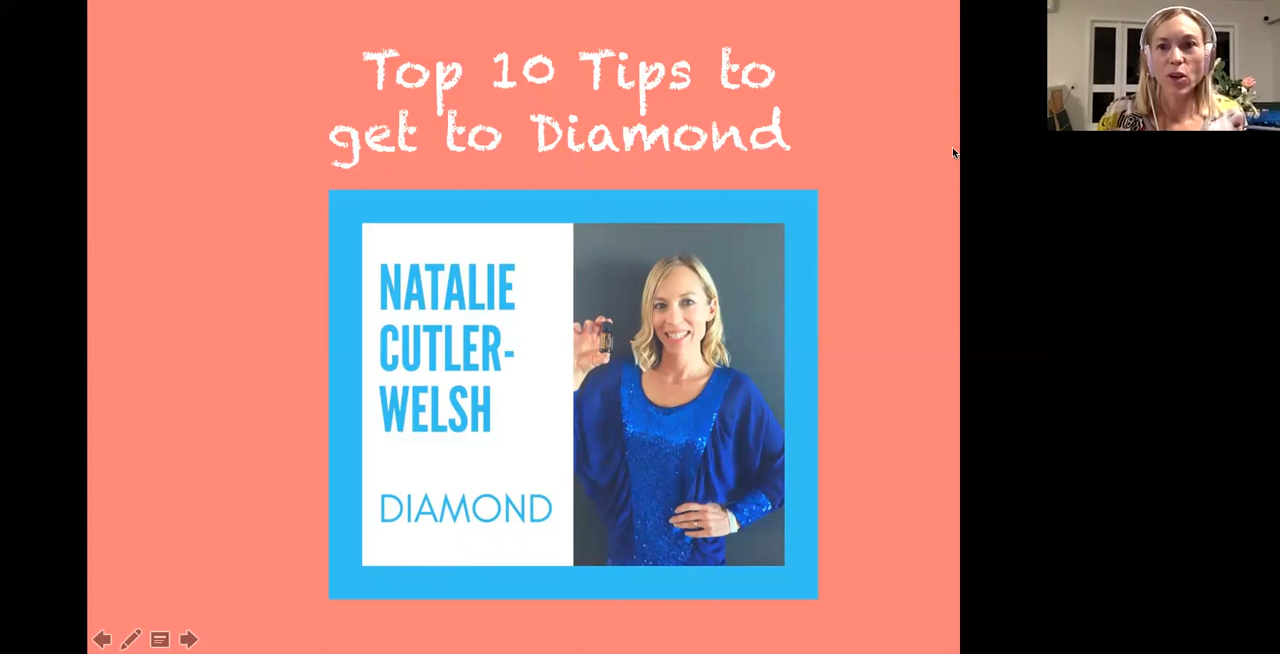 Top 10 Tips to
get to Diamond
NATALIE
CUTLER-
WELSH
DIAMOND